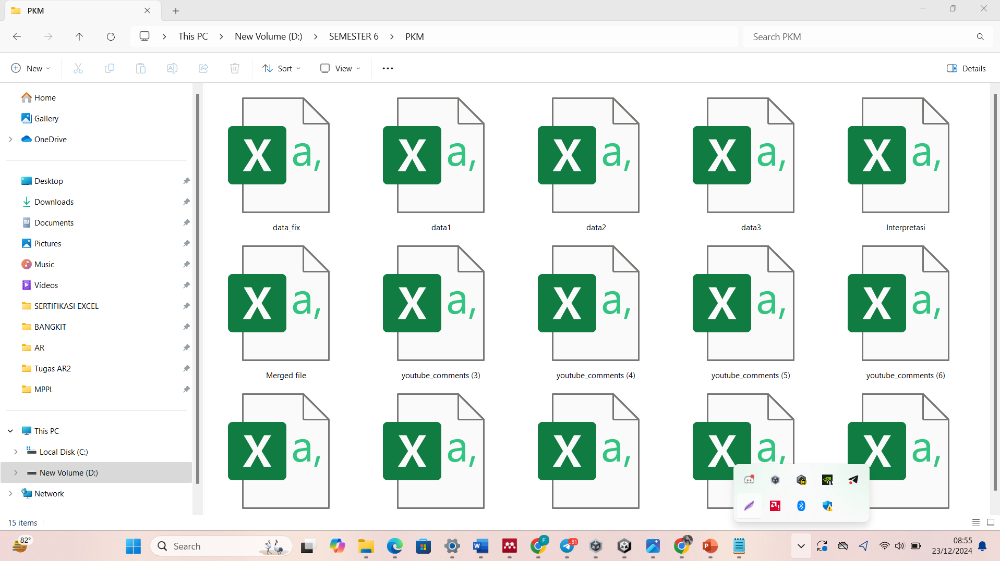 PKM
This PC
New Volume (D:)
SEMESTER 6
PKM
Search PKM
New
Sort
View
Details
Home
Gallery
OneDrive
Desktop
Downloads
Documents
Pictures
Music
Videos
SERTIFIKASI EXCEL
BANGKIT
AR
Tugas AR2
MPPL
This PC
Local Disk (C:)
New Volume (D:)
Network
X a,
X a,
X a,
X a,
X a,
data_fix
data1
data2
data3
Interpretasi
X a,
X a,
X a,
X a,
X a,
Merged file
youtube_comments (3)
youtube_comments (4)
youtube_comments (5)
youtube_comments (6)
X a,
X a,
X a,
X a,
X a,
15 items
82°
Search
W
F
81
P
08:55
23/12/2024